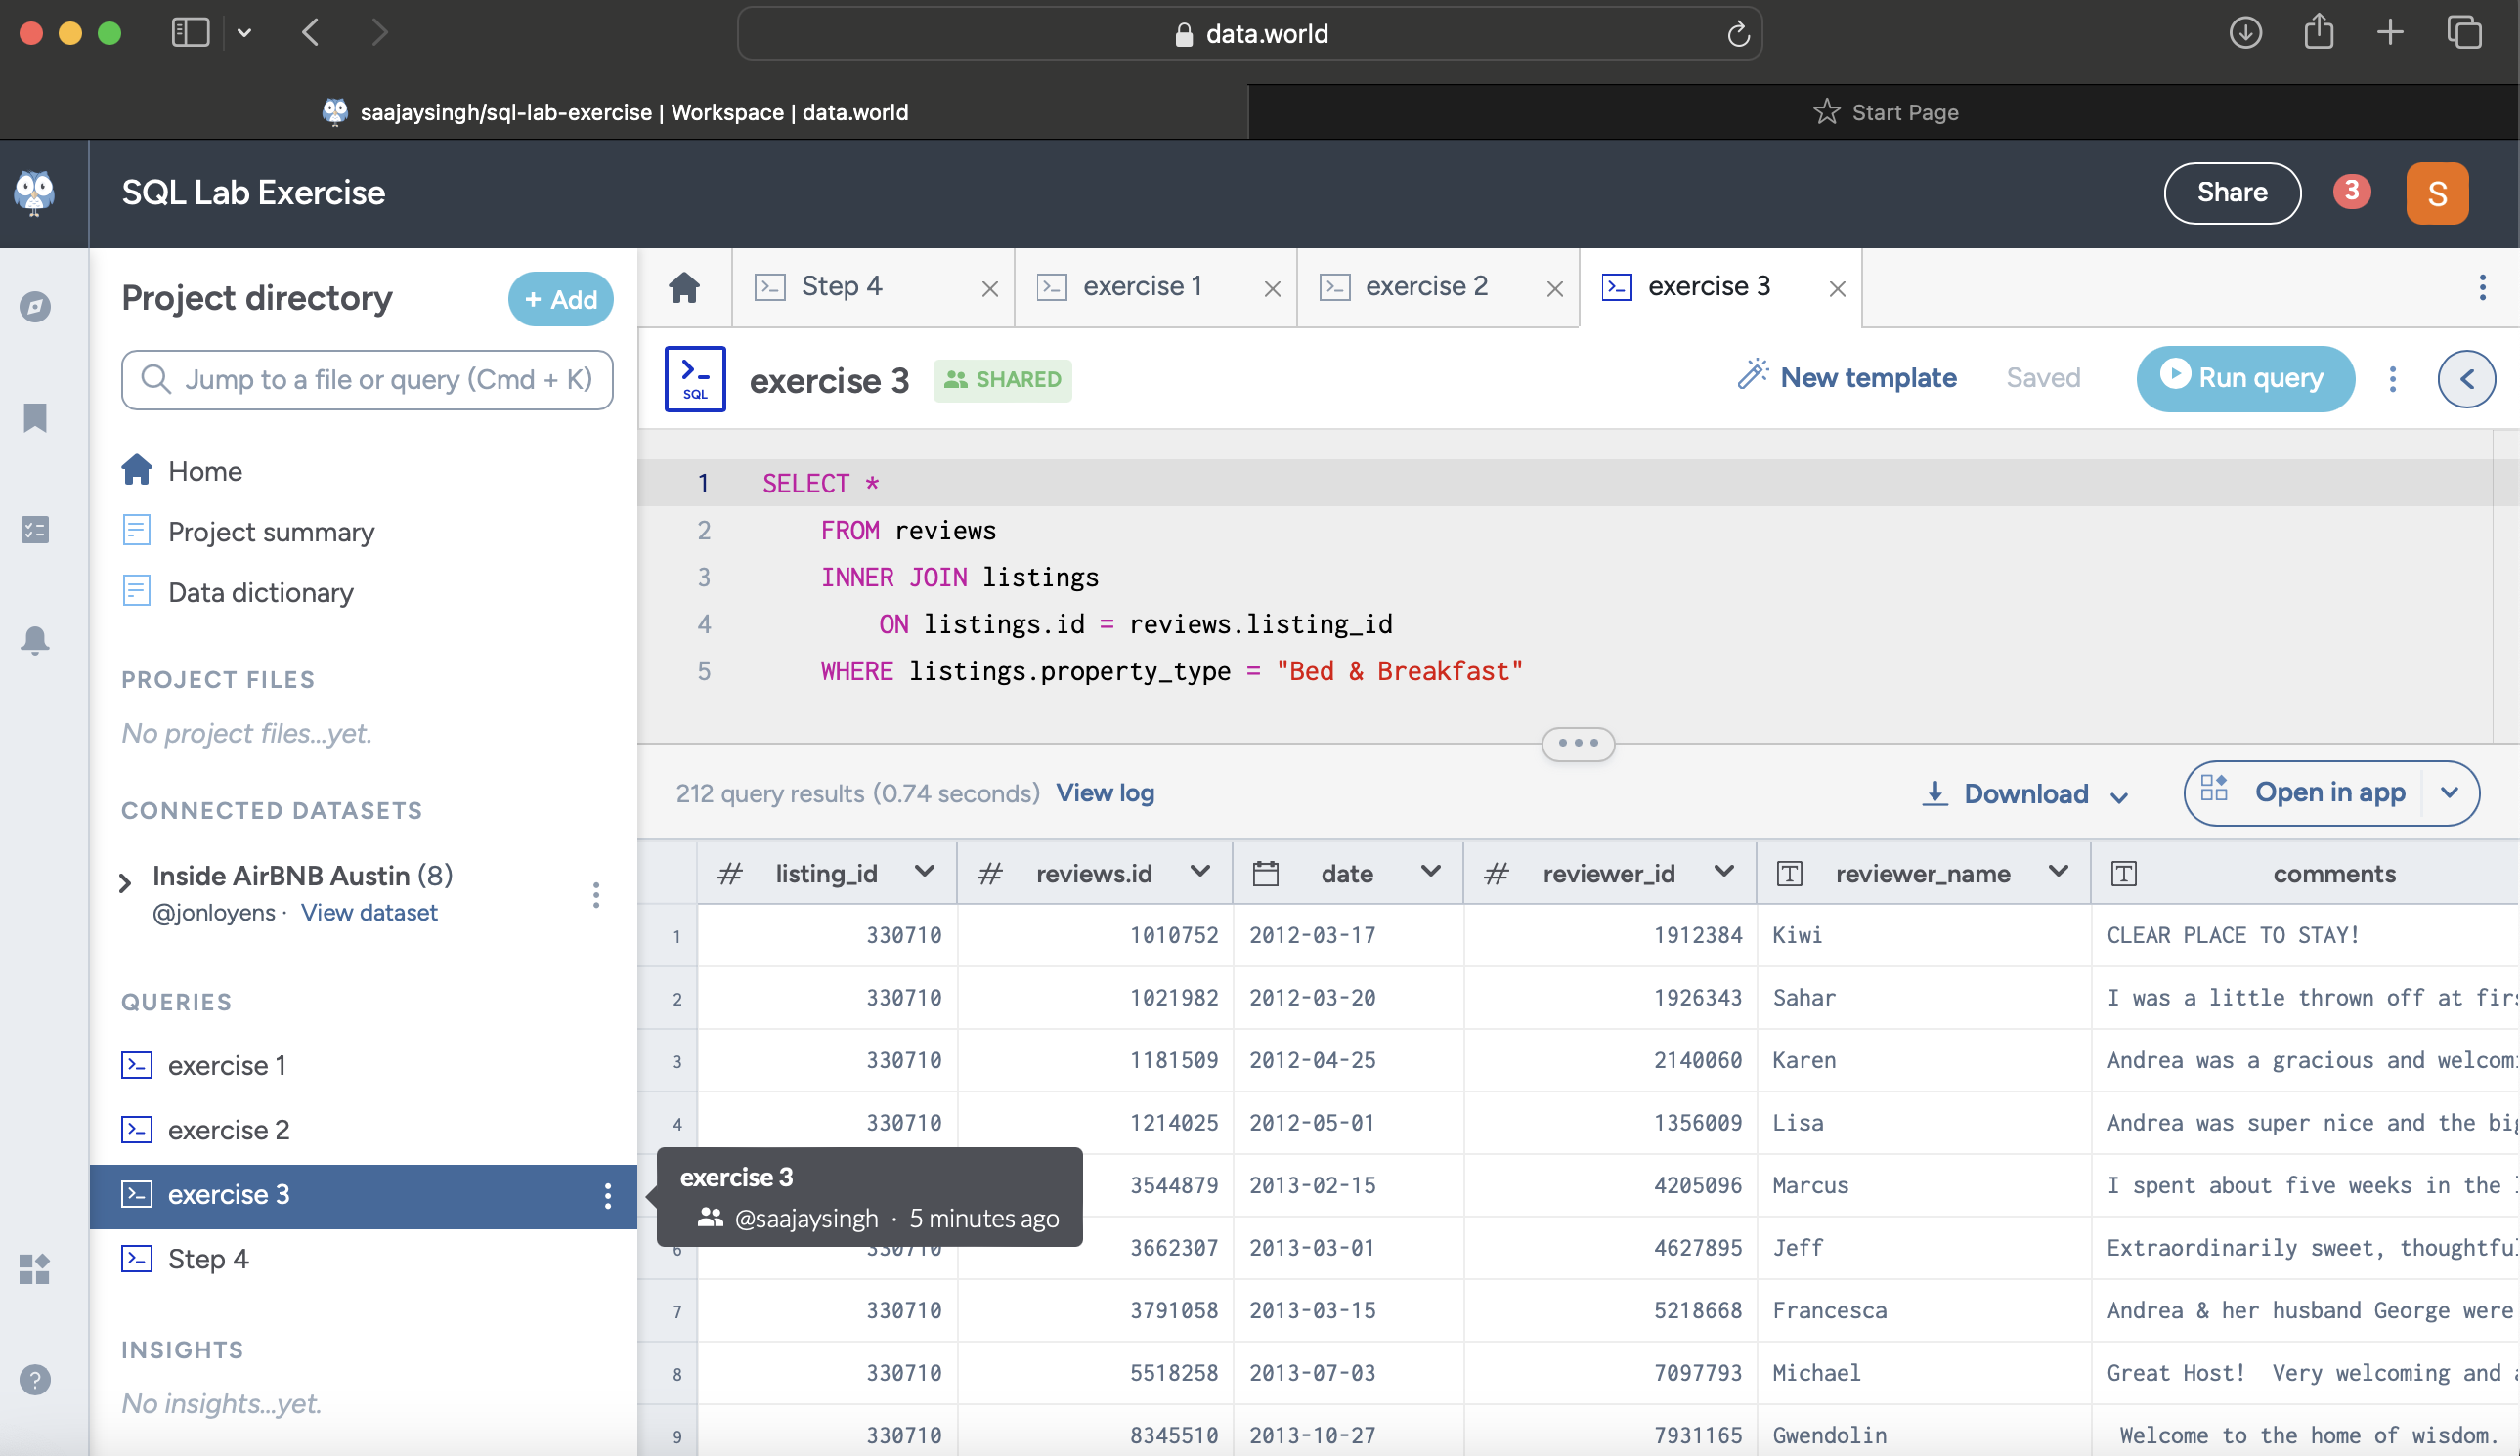 data.world
saajaysingh/sql-lab-exercise | Workspace | data.world
Start Page
SQL Lab Exercise
Share
3
S
Project directory
+ Add
Jump to a file or query (Cmd + K)
Home
Project summary
Data dictionary
PROJECT FILES
No project files...yet.
CONNECTED DATASETS
Inside AirBNB Austin (8)
@jonloyens · View dataset
QUERIES
exercise 1
exercise 2
exercise 3
Step 4
INSIGHTS
No insights...yet.
Step 4
exercise 1
exercise 2
exercise 3
SQL
exercise 3
SHARED
New template
Saved
Run query
1 SELECT *
2 FROM reviews
3 INNER JOIN listings
4 ON listings.id = reviews.listing_id
5 WHERE listings.property_type = "Bed & Breakfast"
212 query results (0.74 seconds) View log
Download
Open in app
# listing_id # reviews.id date # reviewer_id T reviewer_name T comments
1 330710 1010752 2012-03-17 1912384 Kiwi CLEAR PLACE TO STAY!
2 330710 1021982 2012-03-20 1926343 Sahar I was a little thrown off at
3 330710 1181509 2012-04-25 2140060 Karen Andrea was a gracious and
4 330710 1214025 2012-05-01 1356009 Lisa Andrea was super nice and the
3544879 2013-02-15 4205096 Marcus I spent about five weeks in the
6 330710 3662307 2013-03-01 4627895 Jeff Extraordinarily sweet,
7 330710 3791058 2013-03-15 5218668 Francesca Andrea & her husband George were
8 330710 5518258 2013-07-03 7097793 Michael Great Host! Very welcoming and
9 330710 8345510 2013-10-27 7931165 Gwendolin Welcome to the home of wisdom.
exercise 3
@saajaysingh · 5 minutes ago
?